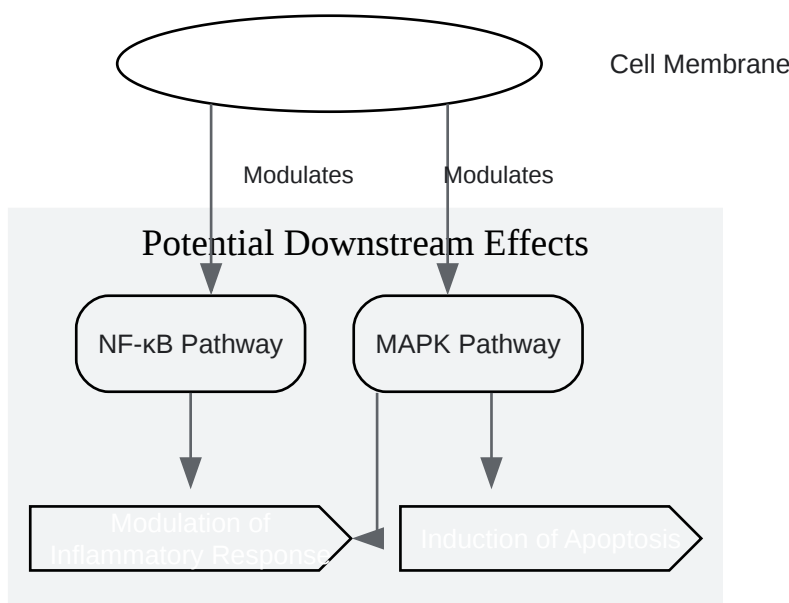 Cell Membrane
Modulates
Modulates
Potential Downstream Effects
NF-κB Pathway
MAPK Pathway
Modulation of
Inflammatory Response
Induction of Apoptosis